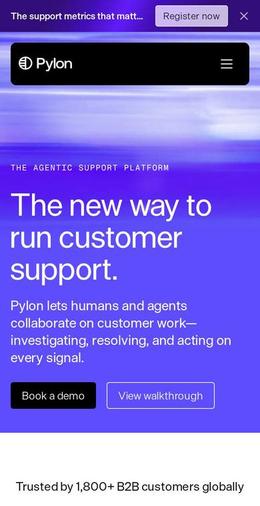 The support metrics that matt...
Register now
Pylon
THE AGENTIC SUPPORT PLATFORM
The new way to
run customer
support.
Pylon lets humans and agents
collaborate on customer work—
investigating, resolving, and acting on
every signal.
Book a demo
View walkthrough
Trusted by 1,800+ B2B customers globally